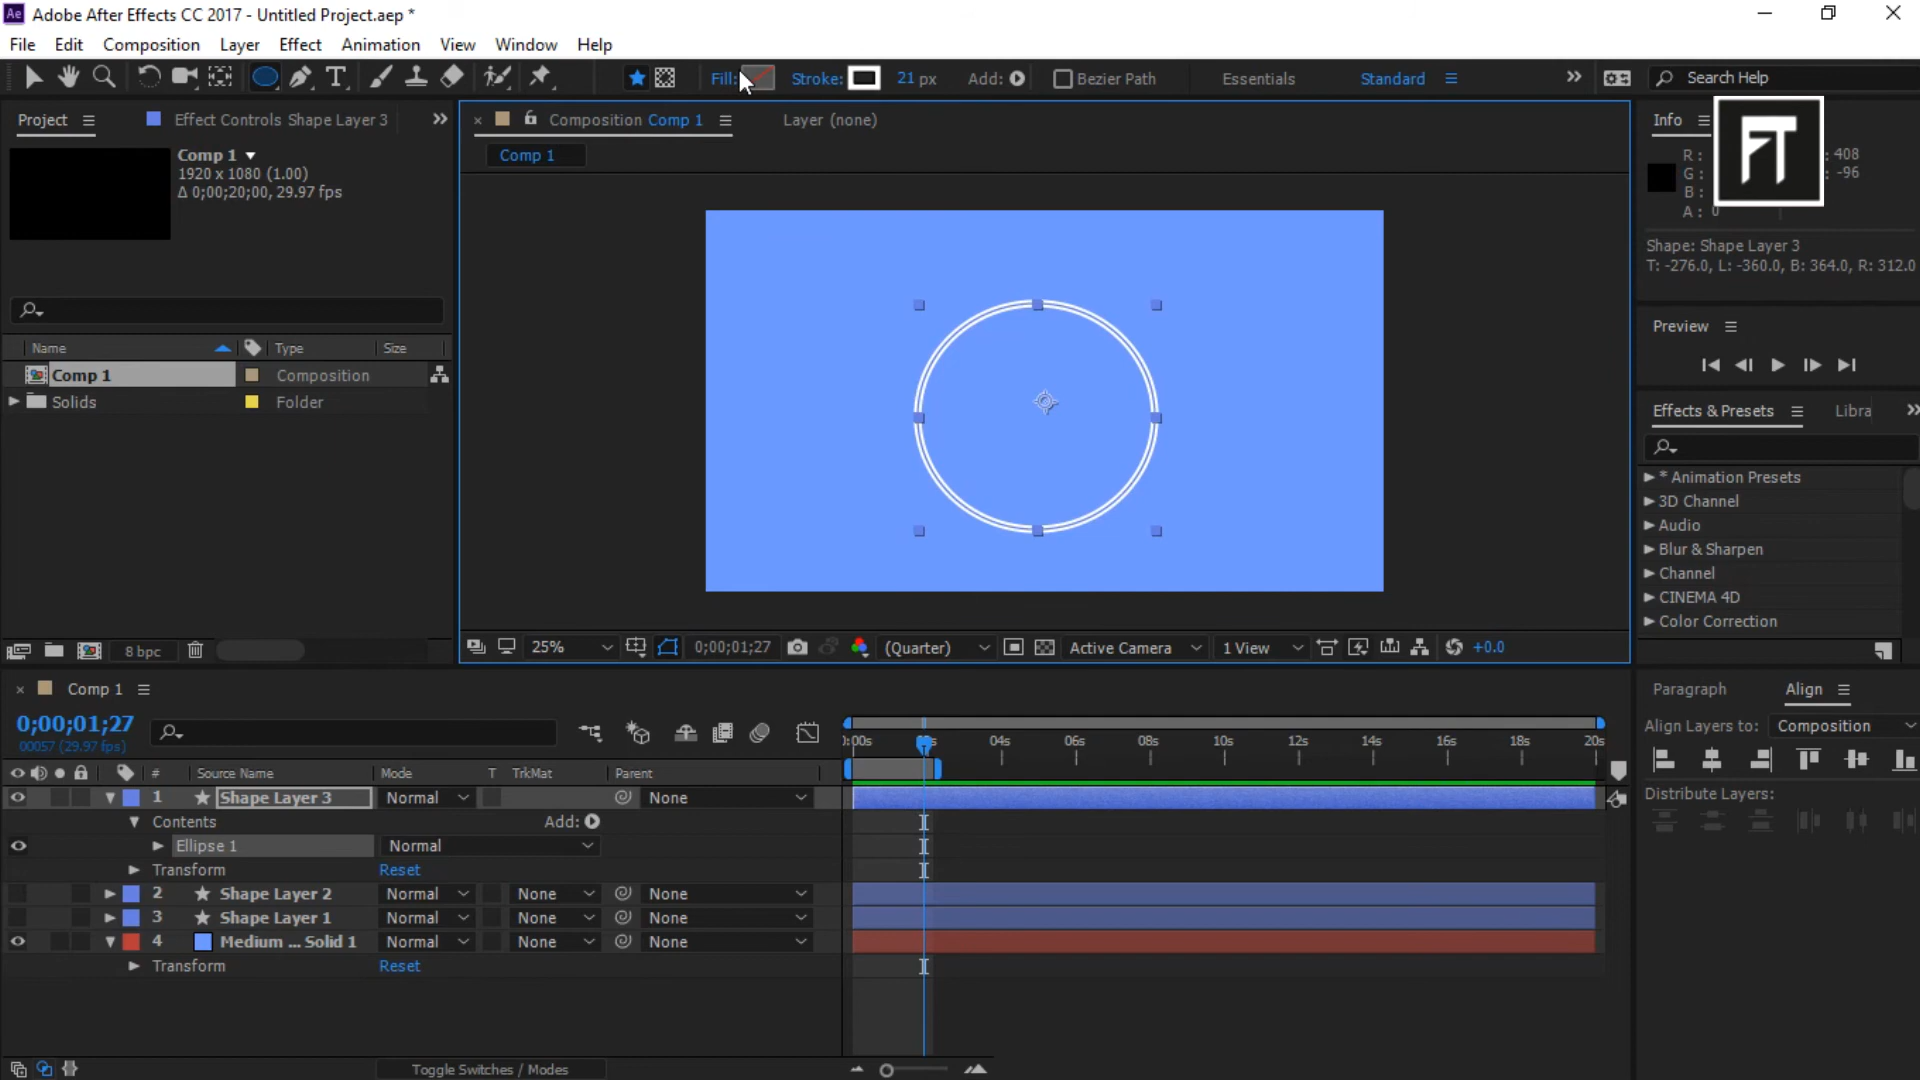 Ae Adobe After Effects CC 2017 - Untitled Project.aep *
File Edit Composition Layer Effect Animation View Window Help
Fill: Stroke: 21 px Add: Bezier Path Essentials Standard Search Help
Project Effect Controls Shape Layer 3
Composition Comp 1 Layer (none)
Info
Comp 1
1920 x 1080 (1.00)
Δ 0;00;20;00, 29.97 fps
Comp 1
R:
G:
B:
A: 0
: 408
: -96
FT
Shape: Shape Layer 3
T: -276.0, L: -360.0, B: 364.0, R: 312.0
Name Type Size
Comp 1 Composition
Solids Folder
Preview
Effects & Presets Libra
* Animation Presets
3D Channel
Audio
Blur & Sharpen
Channel
CINEMA 4D
Color Correction
8 bpc
25% 0;00;01;27 (Quarter) Active Camera 1 View +0.0
Comp 1
0;00;01;27
00057 (29.97 fps)
:00s 04s 06s 08s 10s 12s 14s 16s 18s 20s
# Source Name Mode T TrkMat Parent
1 Shape Layer 3 Normal None
Contents Add:
Ellipse 1 Normal
Transform Reset
2 Shape Layer 2 Normal None None
3 Shape Layer 1 Normal None None
4 Medium ... Solid 1 Normal None None
Transform Reset
Toggle Switches / Modes
Paragraph Align
Align Layers to: Composition
Distribute Layers: